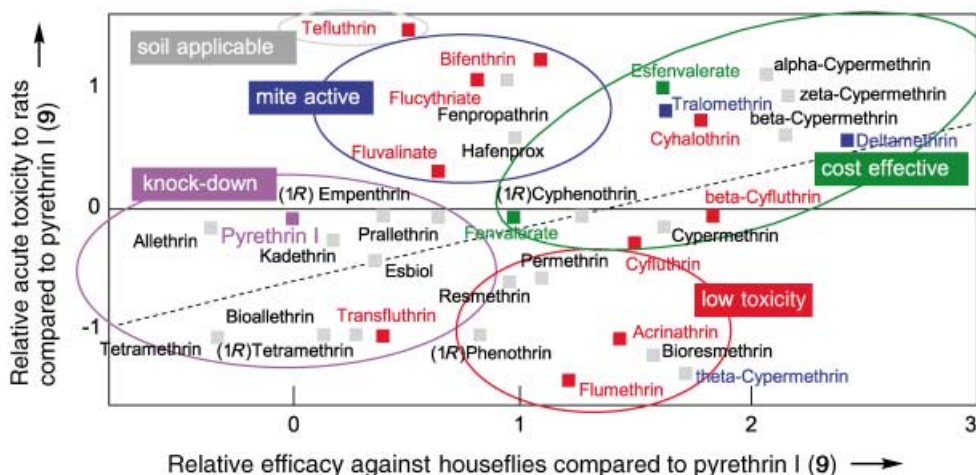 Relative acute toxicity to rats
compared to pyrethrin I (9)
1
0
-1
Tefluthrin
soil applicable
Bifenthrin
alpha-Cypermethrin
Esfenvalerate
mite active
Flucythriate
zeta-Cypermethrin
Tralomethrin
Fenpropathrin
beta-Cypermethrin
Cyhalothrin
Deltamethrin
Hafenprox
Fluvalinate
cost effective
knock-down
(1R) Empenthrin
(1R)Cyphenothrin
beta-Cyfluthrin
Allethrin
Pyrethrin I
Prallethrin
Fenvalerate
Cypermethrin
Kadethrin
Permethrin
Cyfluthrin
Esbiol
Resmethrin
low toxicity
Bioallethrin
Transfluthrin
Acrinathrin
Tetramethrin
(1R)Tetramethrin
(1R)Phenothrin
Bioresmethrin
Flumethrin
theta-Cypermethrin
0 1 2 3
Relative efficacy against houseflies compared to pyrethrin I (9)